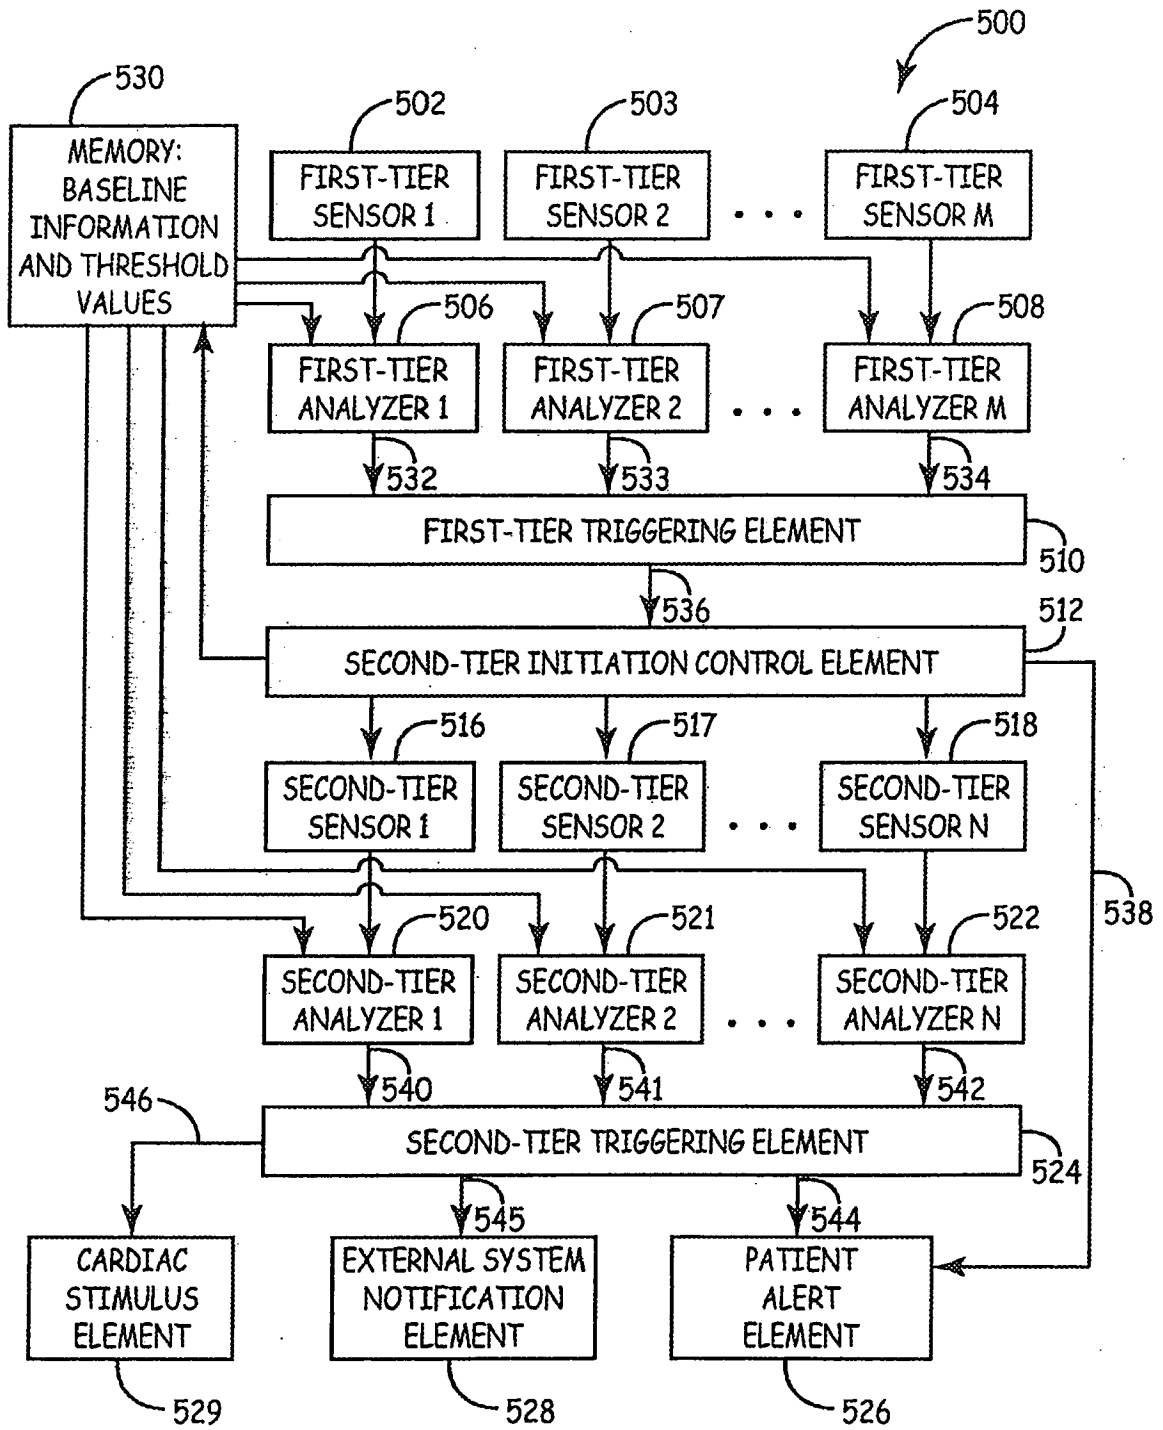 500
530
502
503
504
MEMORY:
BASELINE
INFORMATION
AND THRESHOLD
VALUES
FIRST-TIER
SENSOR 1
FIRST-TIER
SENSOR 2
. . .
FIRST-TIER
SENSOR M
506
507
508
FIRST-TIER
ANALYZER 1
FIRST-TIER
ANALYZER 2
. . .
FIRST-TIER
ANALYZER M
532
533
534
FIRST-TIER TRIGGERING ELEMENT
510
536
512
SECOND-TIER INITIATION CONTROL ELEMENT
516
517
518
SECOND-TIER
SENSOR 1
SECOND-TIER
SENSOR 2
. . .
SECOND-TIER
SENSOR N
538
520
521
522
SECOND-TIER
ANALYZER 1
SECOND-TIER
ANALYZER 2
. . .
SECOND-TIER
ANALYZER N
540
541
542
546
SECOND-TIER TRIGGERING ELEMENT
524
545
544
CARDIAC
STIMULUS
ELEMENT
EXTERNAL SYSTEM
NOTIFICATION
ELEMENT
PATIENT
ALERT
ELEMENT
529
528
526